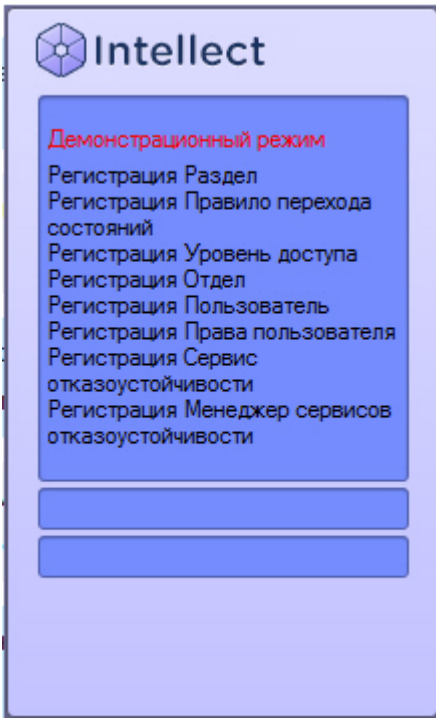 Intellect
Демонстрационный режим
Регистрация Раздел
Регистрация Правило перехода
состояний
Регистрация Уровень доступа
Регистрация Отдел
Регистрация Пользователь
Регистрация Права пользователя
Регистрация Сервис
отказоустойчивости
Регистрация Менеджер сервисов
отказоустойчивости